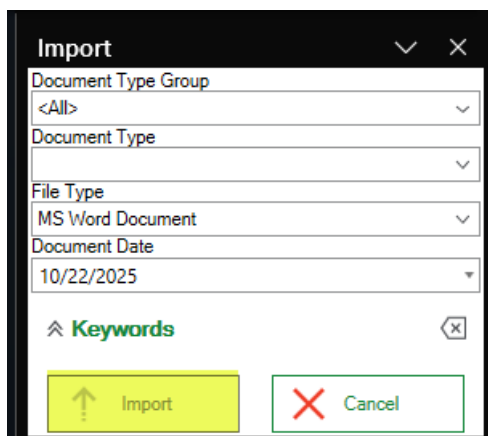 Import
Document Type Group
<All>
Document Type
File Type
MS Word Document
Document Date
10/22/2025
Keywords
Import
Cancel